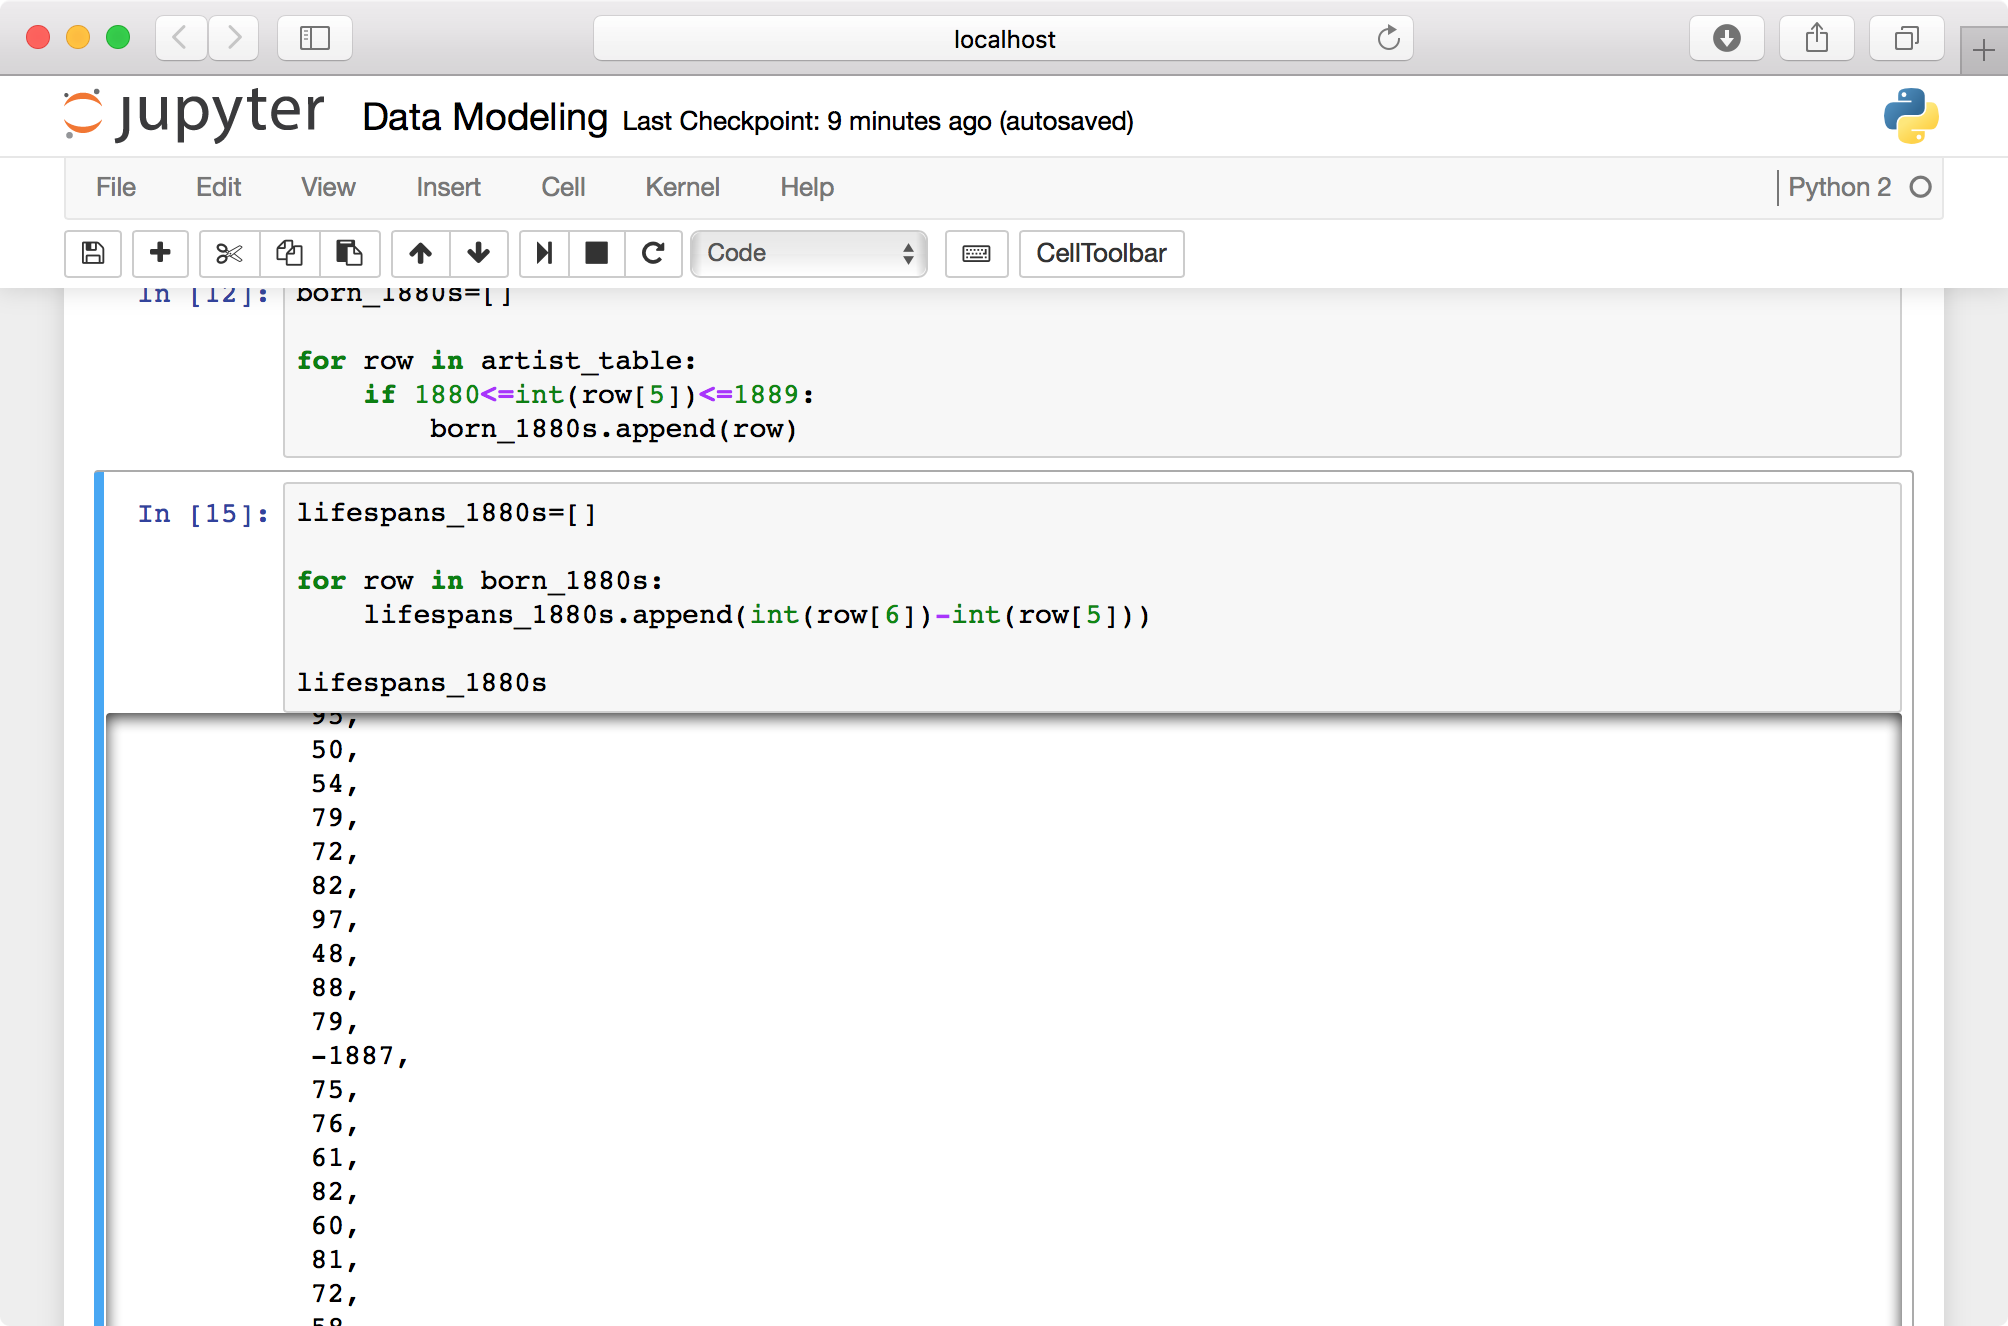 localhost
jupyter Data Modeling Last Checkpoint: 9 minutes ago (autosaved)
File Edit View Insert Cell Kernel Help Python 2
Code CellToolbar
In [12]: born_1880s=[]
for row in artist_table:
if 1880<=int(row[5])<=1889:
born_1880s.append(row)
In [15]: lifespans_1880s=[]
for row in born_1880s:
lifespans_1880s.append(int(row[6])-int(row[5]))
lifespans_1880s
95,
50,
54,
79,
72,
82,
97,
48,
88,
79,
-1887,
75,
76,
61,
82,
60,
81,
72,